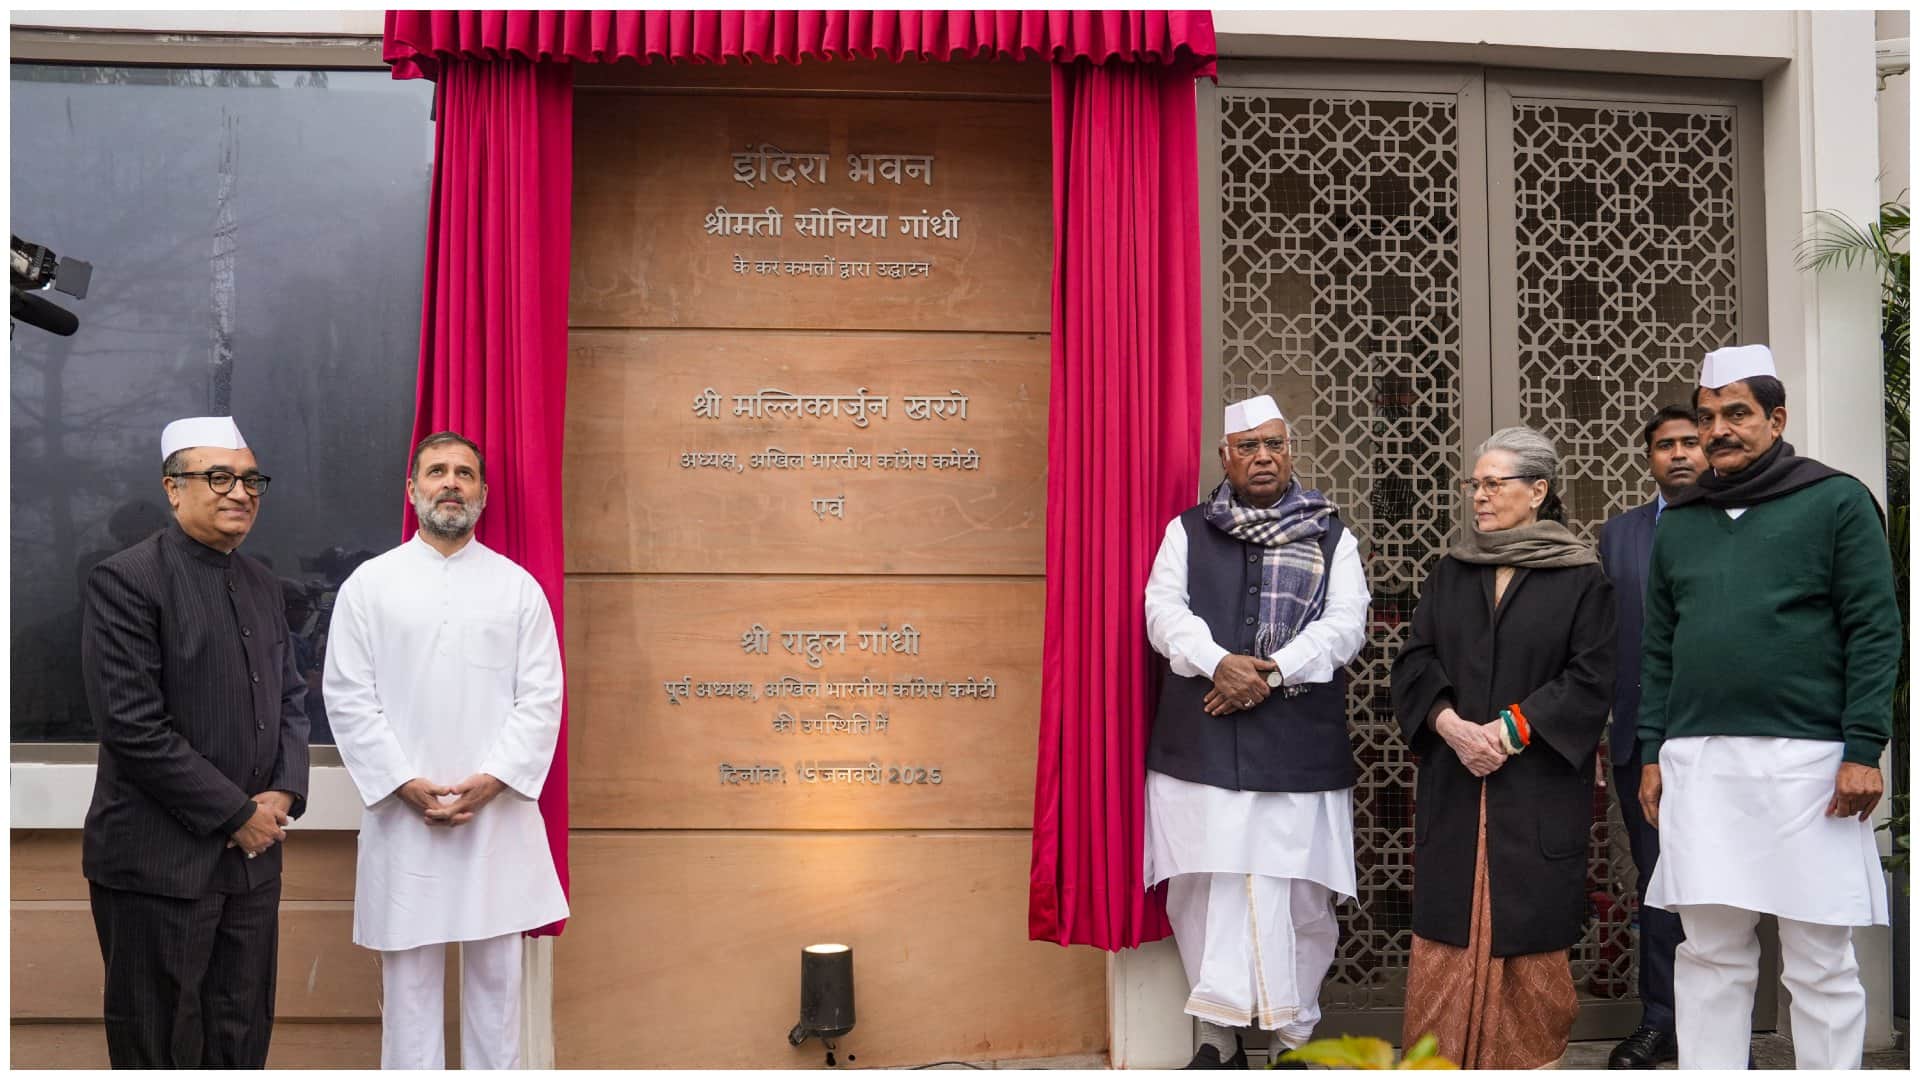 इंदिरा भवन
श्रीमती सोनिया गांधी
के कर कमलों द्वारा उद्घाटन
श्री मल्लिकार्जुन खरगे
अध्यक्ष, अखिल भारतीय कांग्रेस कमेटी
एवं
श्री राहुल गांधी
पूर्व अध्यक्ष, अखिल भारतीय कांग्रेस कमेटी
की उपस्थिति में
दिनांक: 15 जनवरी 2025